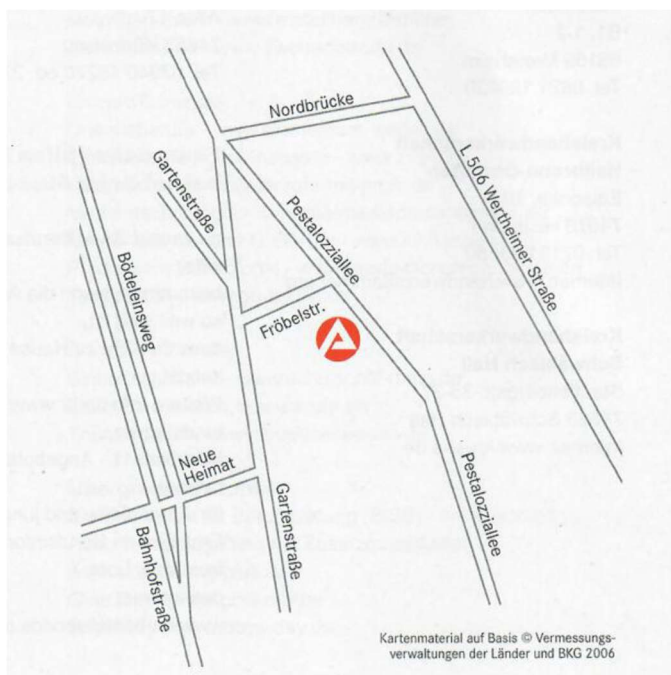 Nordbrücke
Gartenstraße
Pestalozziallee
506 Wertheimer Straße
Bödeleinsweg
Fröbelstr.
Neue
Heimat
Gartenstraße
Pestalozziallee
Bahnhofstraße
Kartenmaterial auf Basis © Vermessungs-
verwaltungen der Länder und BKG 2006